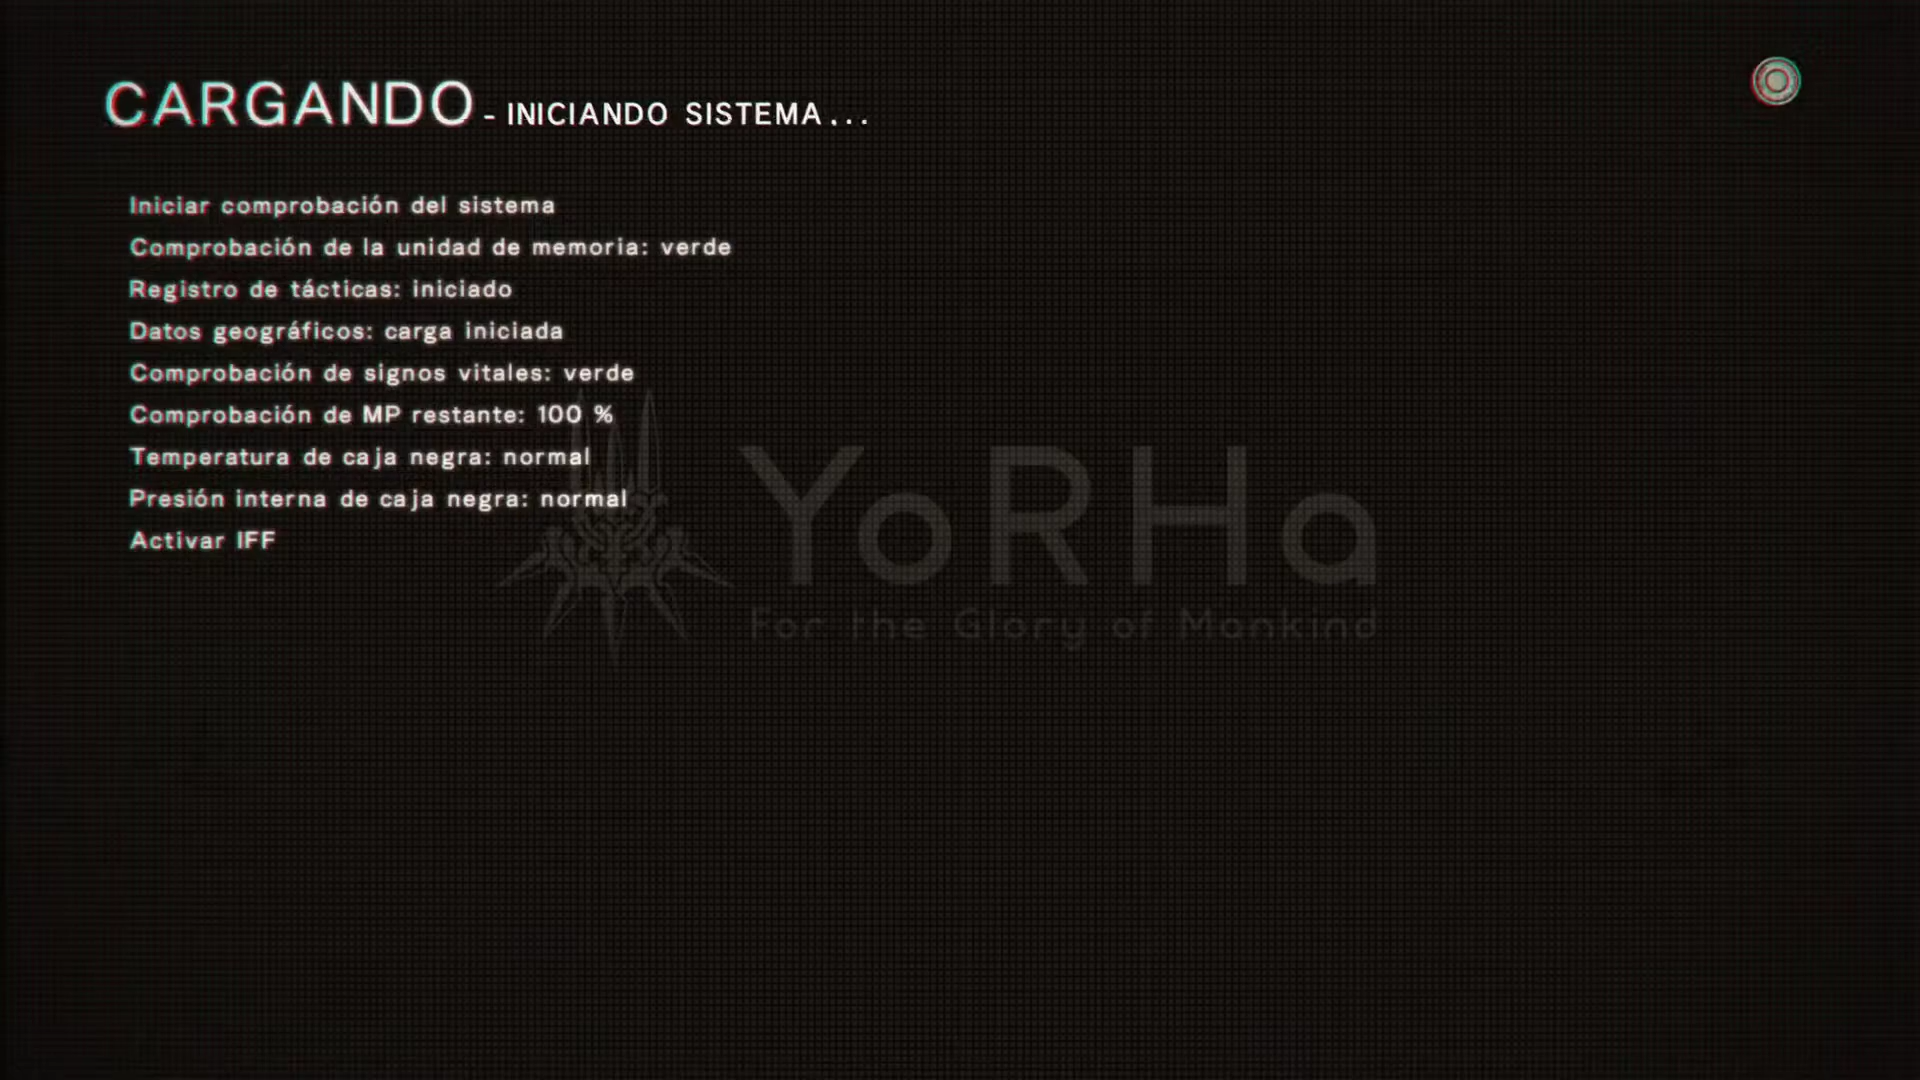 CARGANDO - INICIANDO SISTEMA...
Iniciar comprobación del sistema
Comprobación de la unidad de memoria: verde
Registro de tácticas: iniciado
Datos geográficos: carga iniciada
Comprobación de signos vitales: verde
Comprobación de MP restante: 100 %
Temperatura de caja negra: normal
Presión interna de caja negra: normal
Activar IFF
YoRHa
For the Glory of Mankind